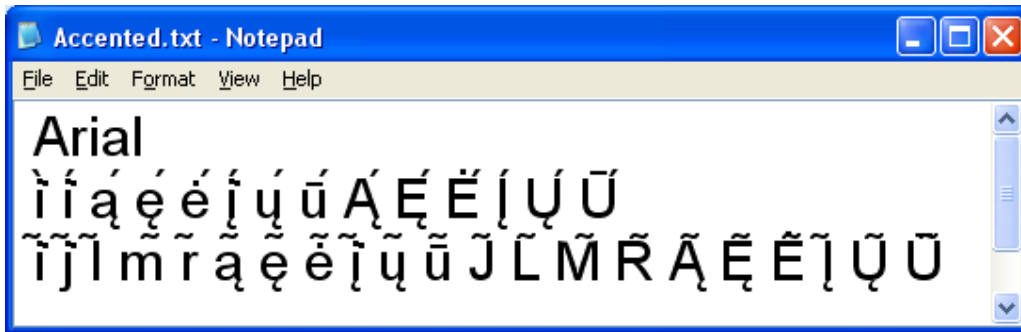 Accented.txt - Notepad
File Edit Format View Help
Arial
i̇̀ i̇́ ą́ ę́ ė́ į̇́ ų́ ū́ Ą́ Ę́ Ė́ Į́ Ų́ Ū́
i̇̃ j̇̃ l̃ m̃ r̃ ą̃ ę̃ ė̃ į̇̃ ų̃ ū̃ J̃ L̃ M̃ R̃ Ą̃ Ę̃ Ė̃ Į̃ Ų̃ Ū̃